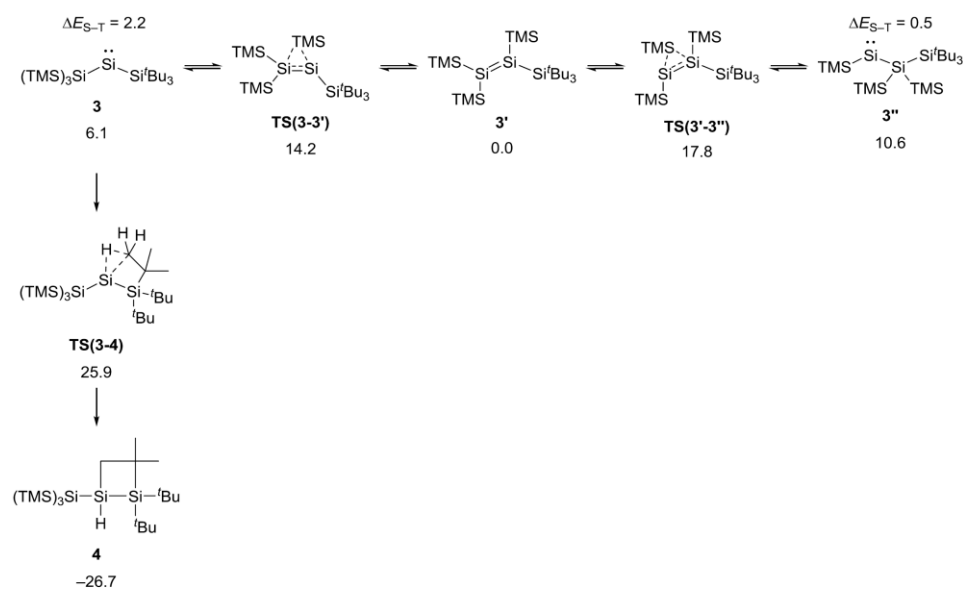 ΔE_S–T = 2.2
(TMS)₃Si Si̤ SiᵗBu₃
3
6.1
TMS TMS
Si Si
TMS SiᵗBu₃
TS(3-3')
14.2
TMS
TMS Si
Si SiᵗBu₃
TMS
3'
0.0
TMS TMS
Si
Si SiᵗBu₃
TMS
TS(3'-3'')
17.8
ΔE_S–T = 0.5
Si SiᵗBu₃
TMS Si
TMS TMS
3''
10.6
H H
H
Si
(TMS)₃Si Si ᵗBu
ᵗBu
TS(3-4)
25.9
(TMS)₃Si Si Si ᵗBu
H ᵗBu
4
–26.7